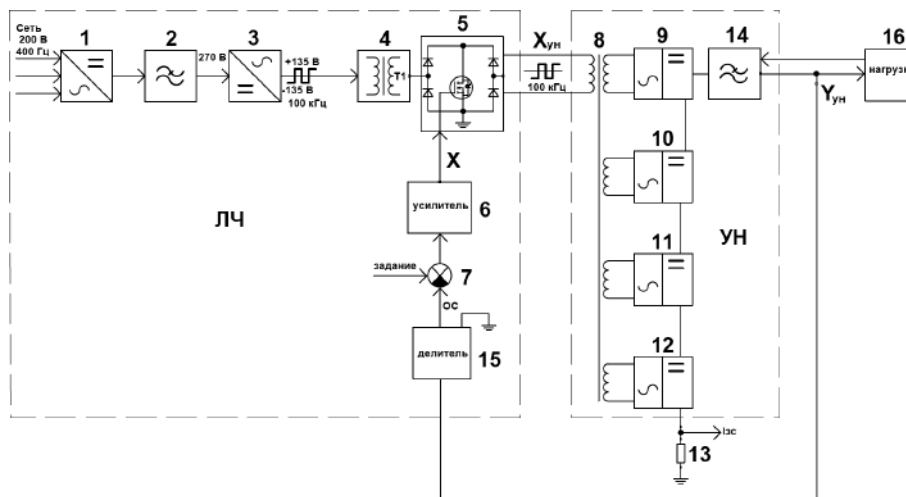 Сеть
200 В
400 Гц
1
2
270 В
3
+135 В
-135 В
100 кГц
4
Т1
5
Xун
100 кГц
8
9
14
16
нагрузк
Yун
X
усилитель
6
ЛЧ
задание
7
ос
делитель
15
10
11
УН
12
Iзс
13